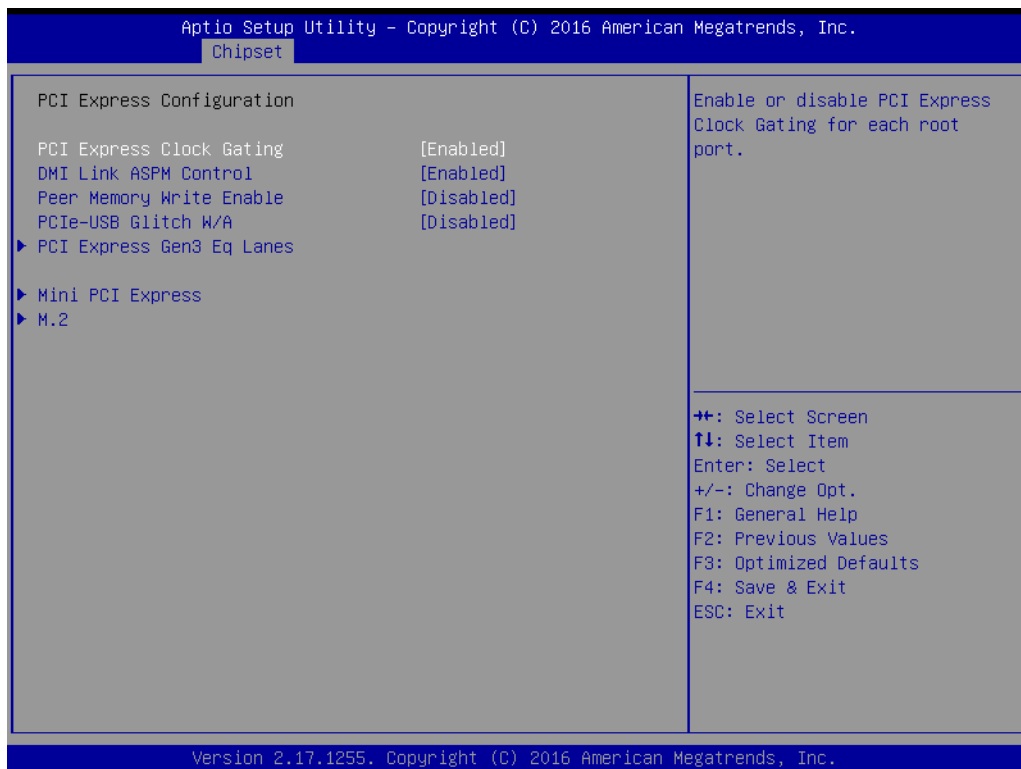 Aptio Setup Utility – Copyright (C) 2016 American Megatrends, Inc.
Chipset
PCI Express Configuration
PCI Express Clock Gating [Enabled]
DMI Link ASPM Control [Enabled]
Peer Memory Write Enable [Disabled]
PCIe-USB Glitch W/A [Disabled]
▶ PCI Express Gen3 Eq Lanes
▶ Mini PCI Express
▶ M.2
Enable or disable PCI Express
Clock Gating for each root
port.
→←: Select Screen
↑↓: Select Item
Enter: Select
+/-: Change Opt.
F1: General Help
F2: Previous Values
F3: Optimized Defaults
F4: Save & Exit
ESC: Exit
Version 2.17.1255. Copyright (C) 2016 American Megatrends, Inc.